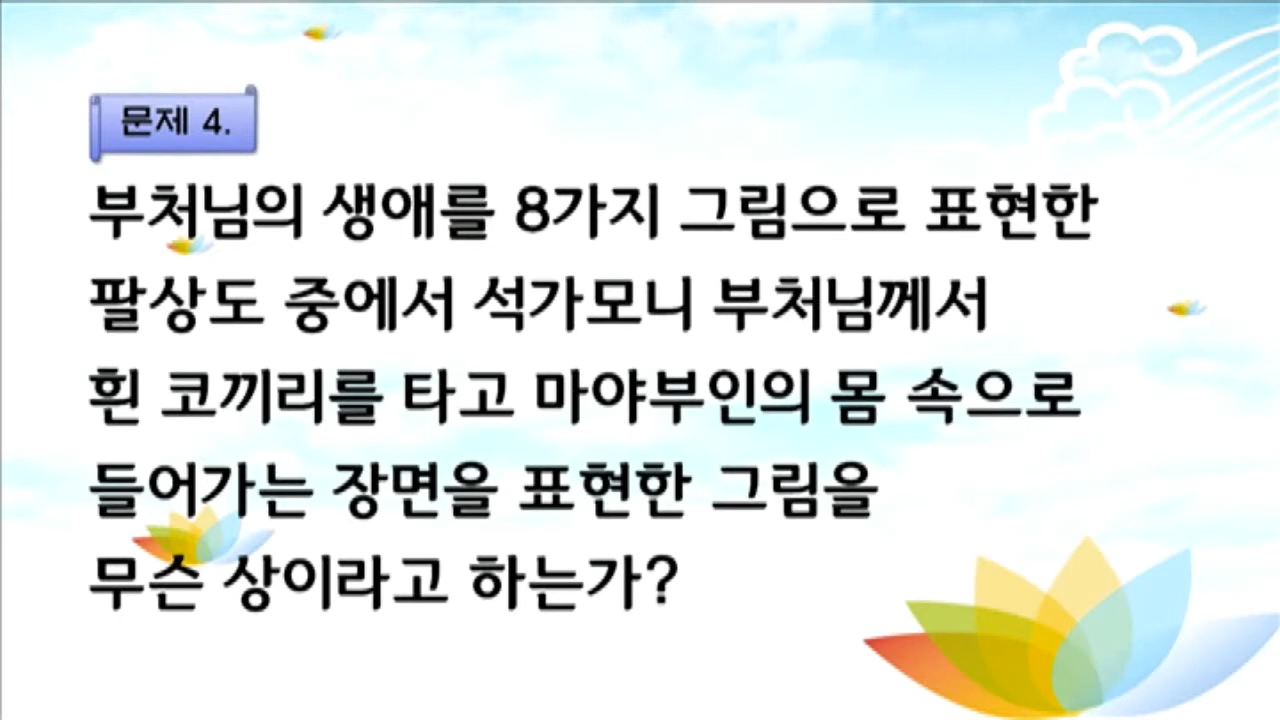 문제 4.
부처님의 생애를 8가지 그림으로 표현한
팔상도 중에서 석가모니 부처님께서
흰 코끼리를 타고 마야부인의 몸 속으로
들어가는 장면을 표현한 그림을
무슨 상이라고 하는가?